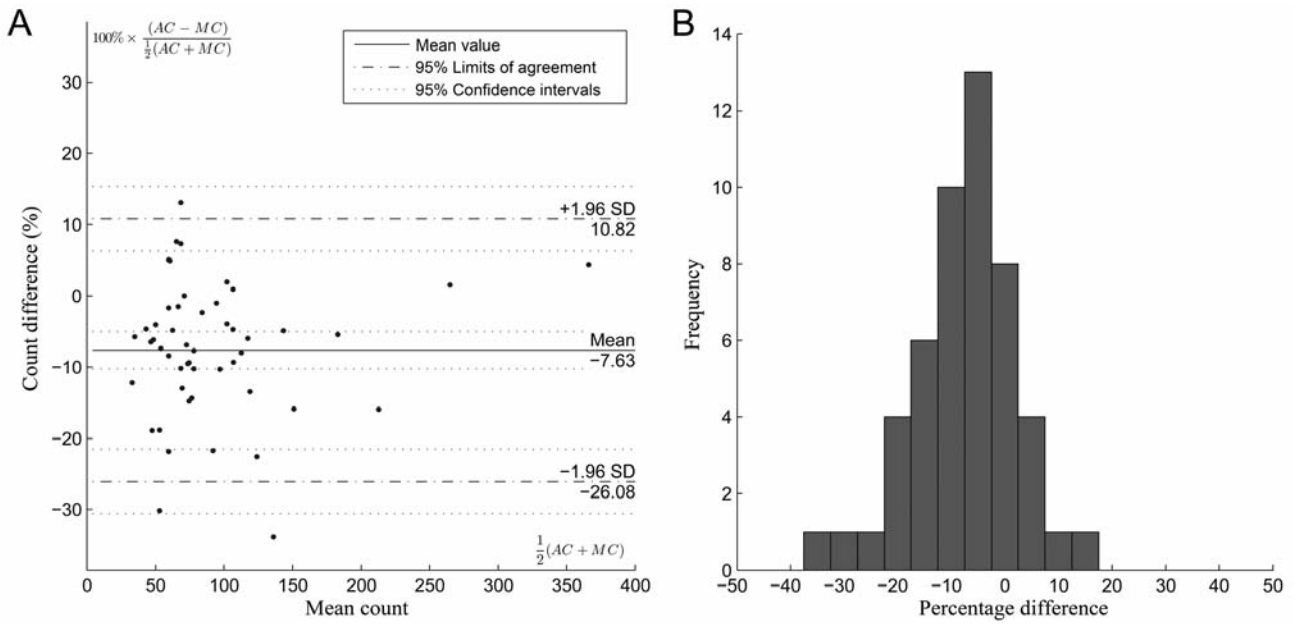 A
100% × (AC − MC) / ½(AC + MC)
Mean value
95% Limits of agreement
95% Confidence intervals
Count difference (%)
30
20
10
0
−10
−20
−30
+1.96 SD
10.82
Mean
−7.63
−1.96 SD
−26.08
½(AC + MC)
0 50 100 150 200 250 300 350 400
Mean count
B
Frequency
14
12
10
8
6
4
2
0
−50 −40 −30 −20 −10 0 10 20 30 40 50
Percentage difference